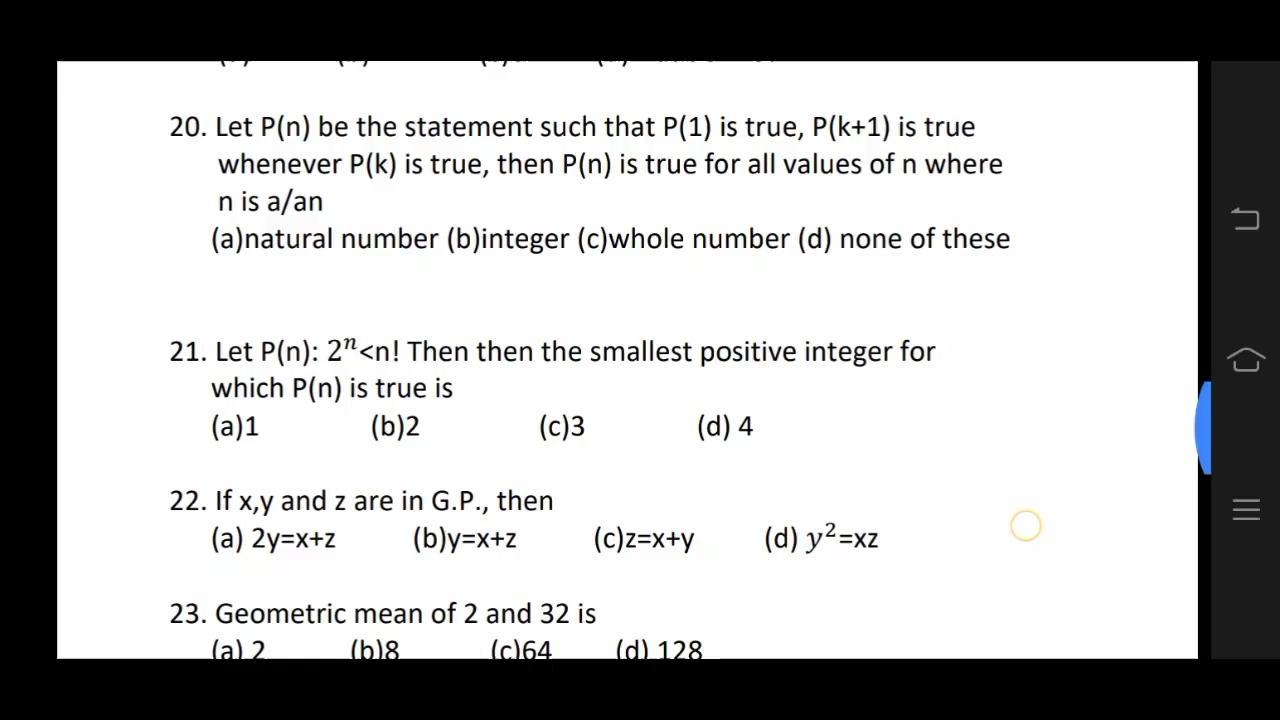 20. Let P(n) be the statement such that P(1) is true, P(k+1) is true
whenever P(k) is true, then P(n) is true for all values of n where
n is a/an
(a)natural number (b)integer (c)whole number (d) none of these
21. Let P(n): 2ⁿ<n! Then then the smallest positive integer for
which P(n) is true is
(a)1 (b)2 (c)3 (d) 4
22. If x,y and z are in G.P., then
(a) 2y=x+z (b)y=x+z (c)z=x+y (d) y²=xz
23. Geometric mean of 2 and 32 is
(a) 2 (b)8 (c)64 (d) 128